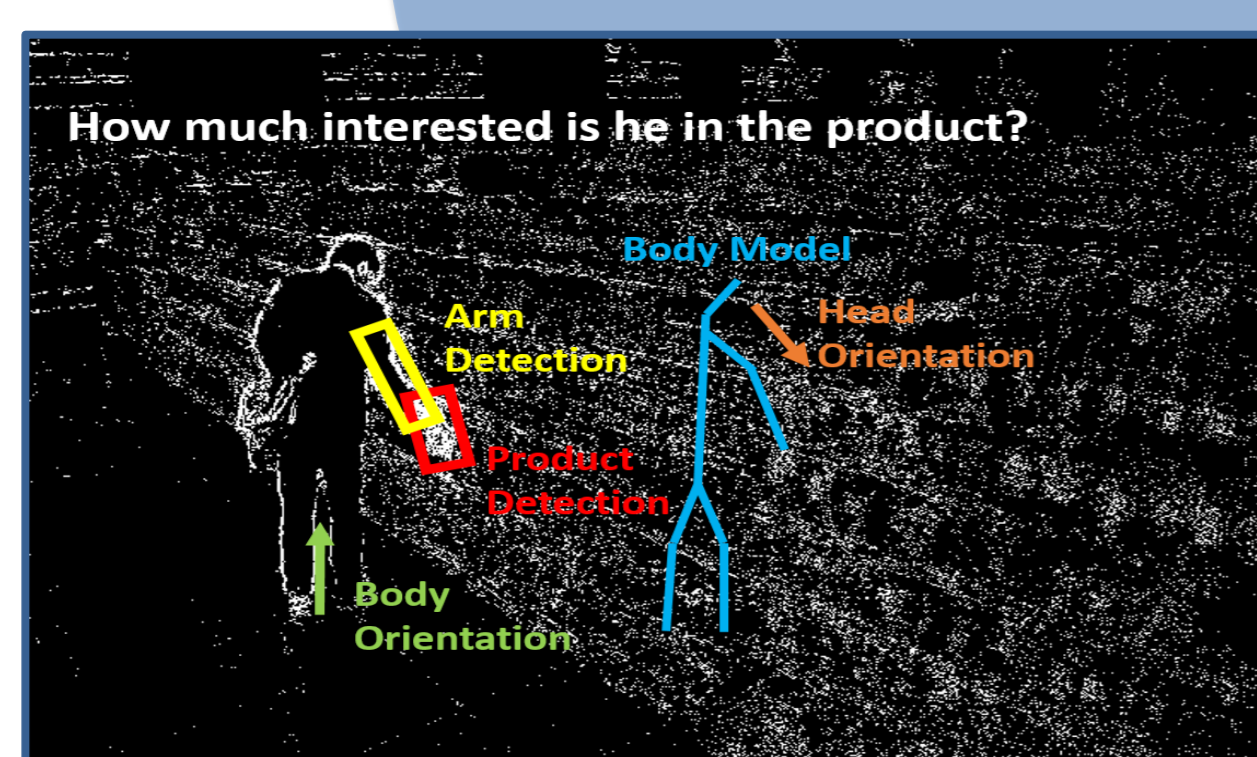 How much interested is he in the product?
Body Model
Arm
Detection
Head
Orientation
Product
Detection
Body
Orientation